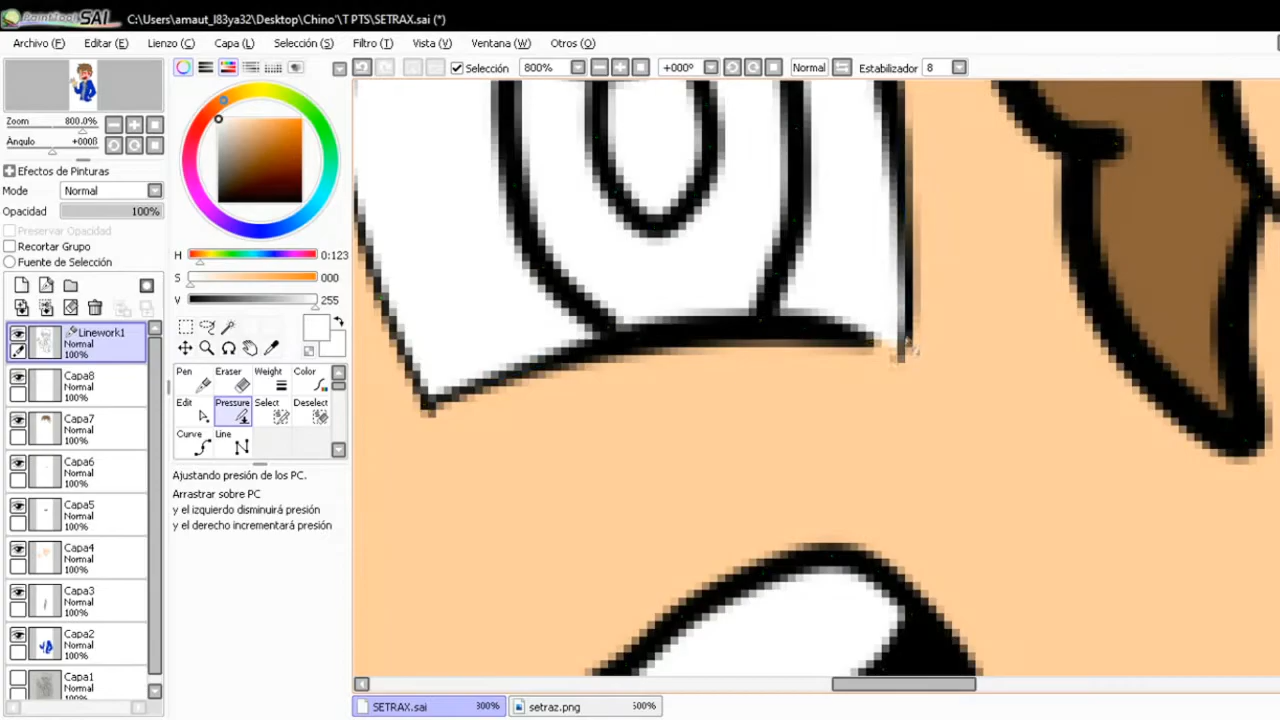 PaintTool SAI C:\Users\amaut_l83ya32\Desktop\Chino'\T PTS\SETRAX.sai (*)
Archivo (F) Editar (E) Lienzo (C) Capa (L) Selección (S) Filtro (T) Vista (V) Ventana (W) Otros (O)
Selección 800% +000º Normal Estabilizador 8
Zoom 800.0%
Ángulo +000º
Efectos de Pinturas
Mode Normal
Opacidad 100%
Preservar Opacidad
Recortar Grupo
Fuente de Selección
Linework1
Normal
100%
Capa8
Normal
100%
Capa7
Normal
100%
Capa6
Normal
100%
Capa5
Normal
100%
Capa4
Normal
100%
Capa3
Normal
100%
Capa2
Normal
100%
Capa1
Normal
100%
H 0:123
S 000
V 255
Pen Eraser Weight Color
Edit Pressure Select Deselect
Curve Line
Ajustando presión de los PC.
Arrastrar sobre PC
y el izquierdo disminuirá presión
y el derecho incrementará presión
SETRAX.sai 800% setraz.png 500%